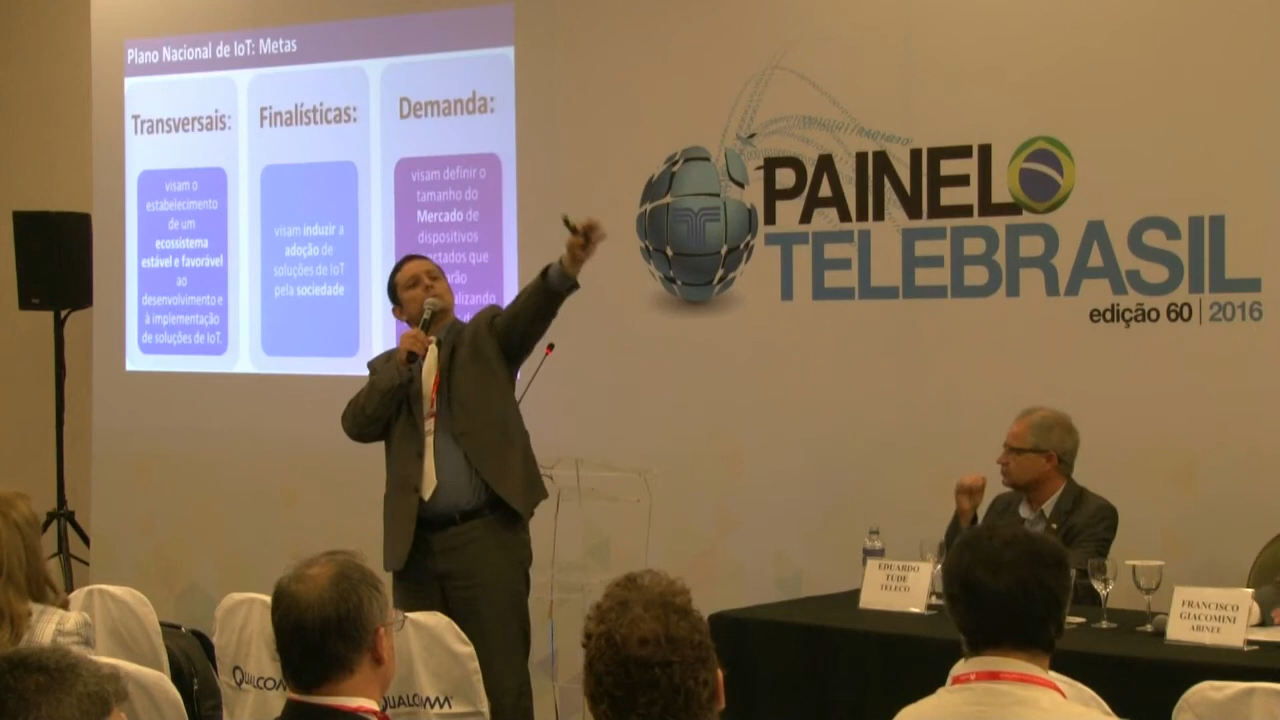 Plano Nacional de IoT: Metas
Transversais:
visam o
estabelecimento
de um
ecossistema
estável e favorável
ao
desenvolvimento e
à implementação
de soluções de IoT.
Finalísticas:
visam induzir a
adoção de
soluções de IoT
pela sociedade
Demanda:
visam definir o
tamanho do
Mercado de
dispositivos
que
PAINEL
TELEBRASIL
edição 60 | 2016
EDUARDO
TUDE
TELECO
FRANCISCO
GIACOMINI
ABINEE
QUALCOM
QUALCOMM